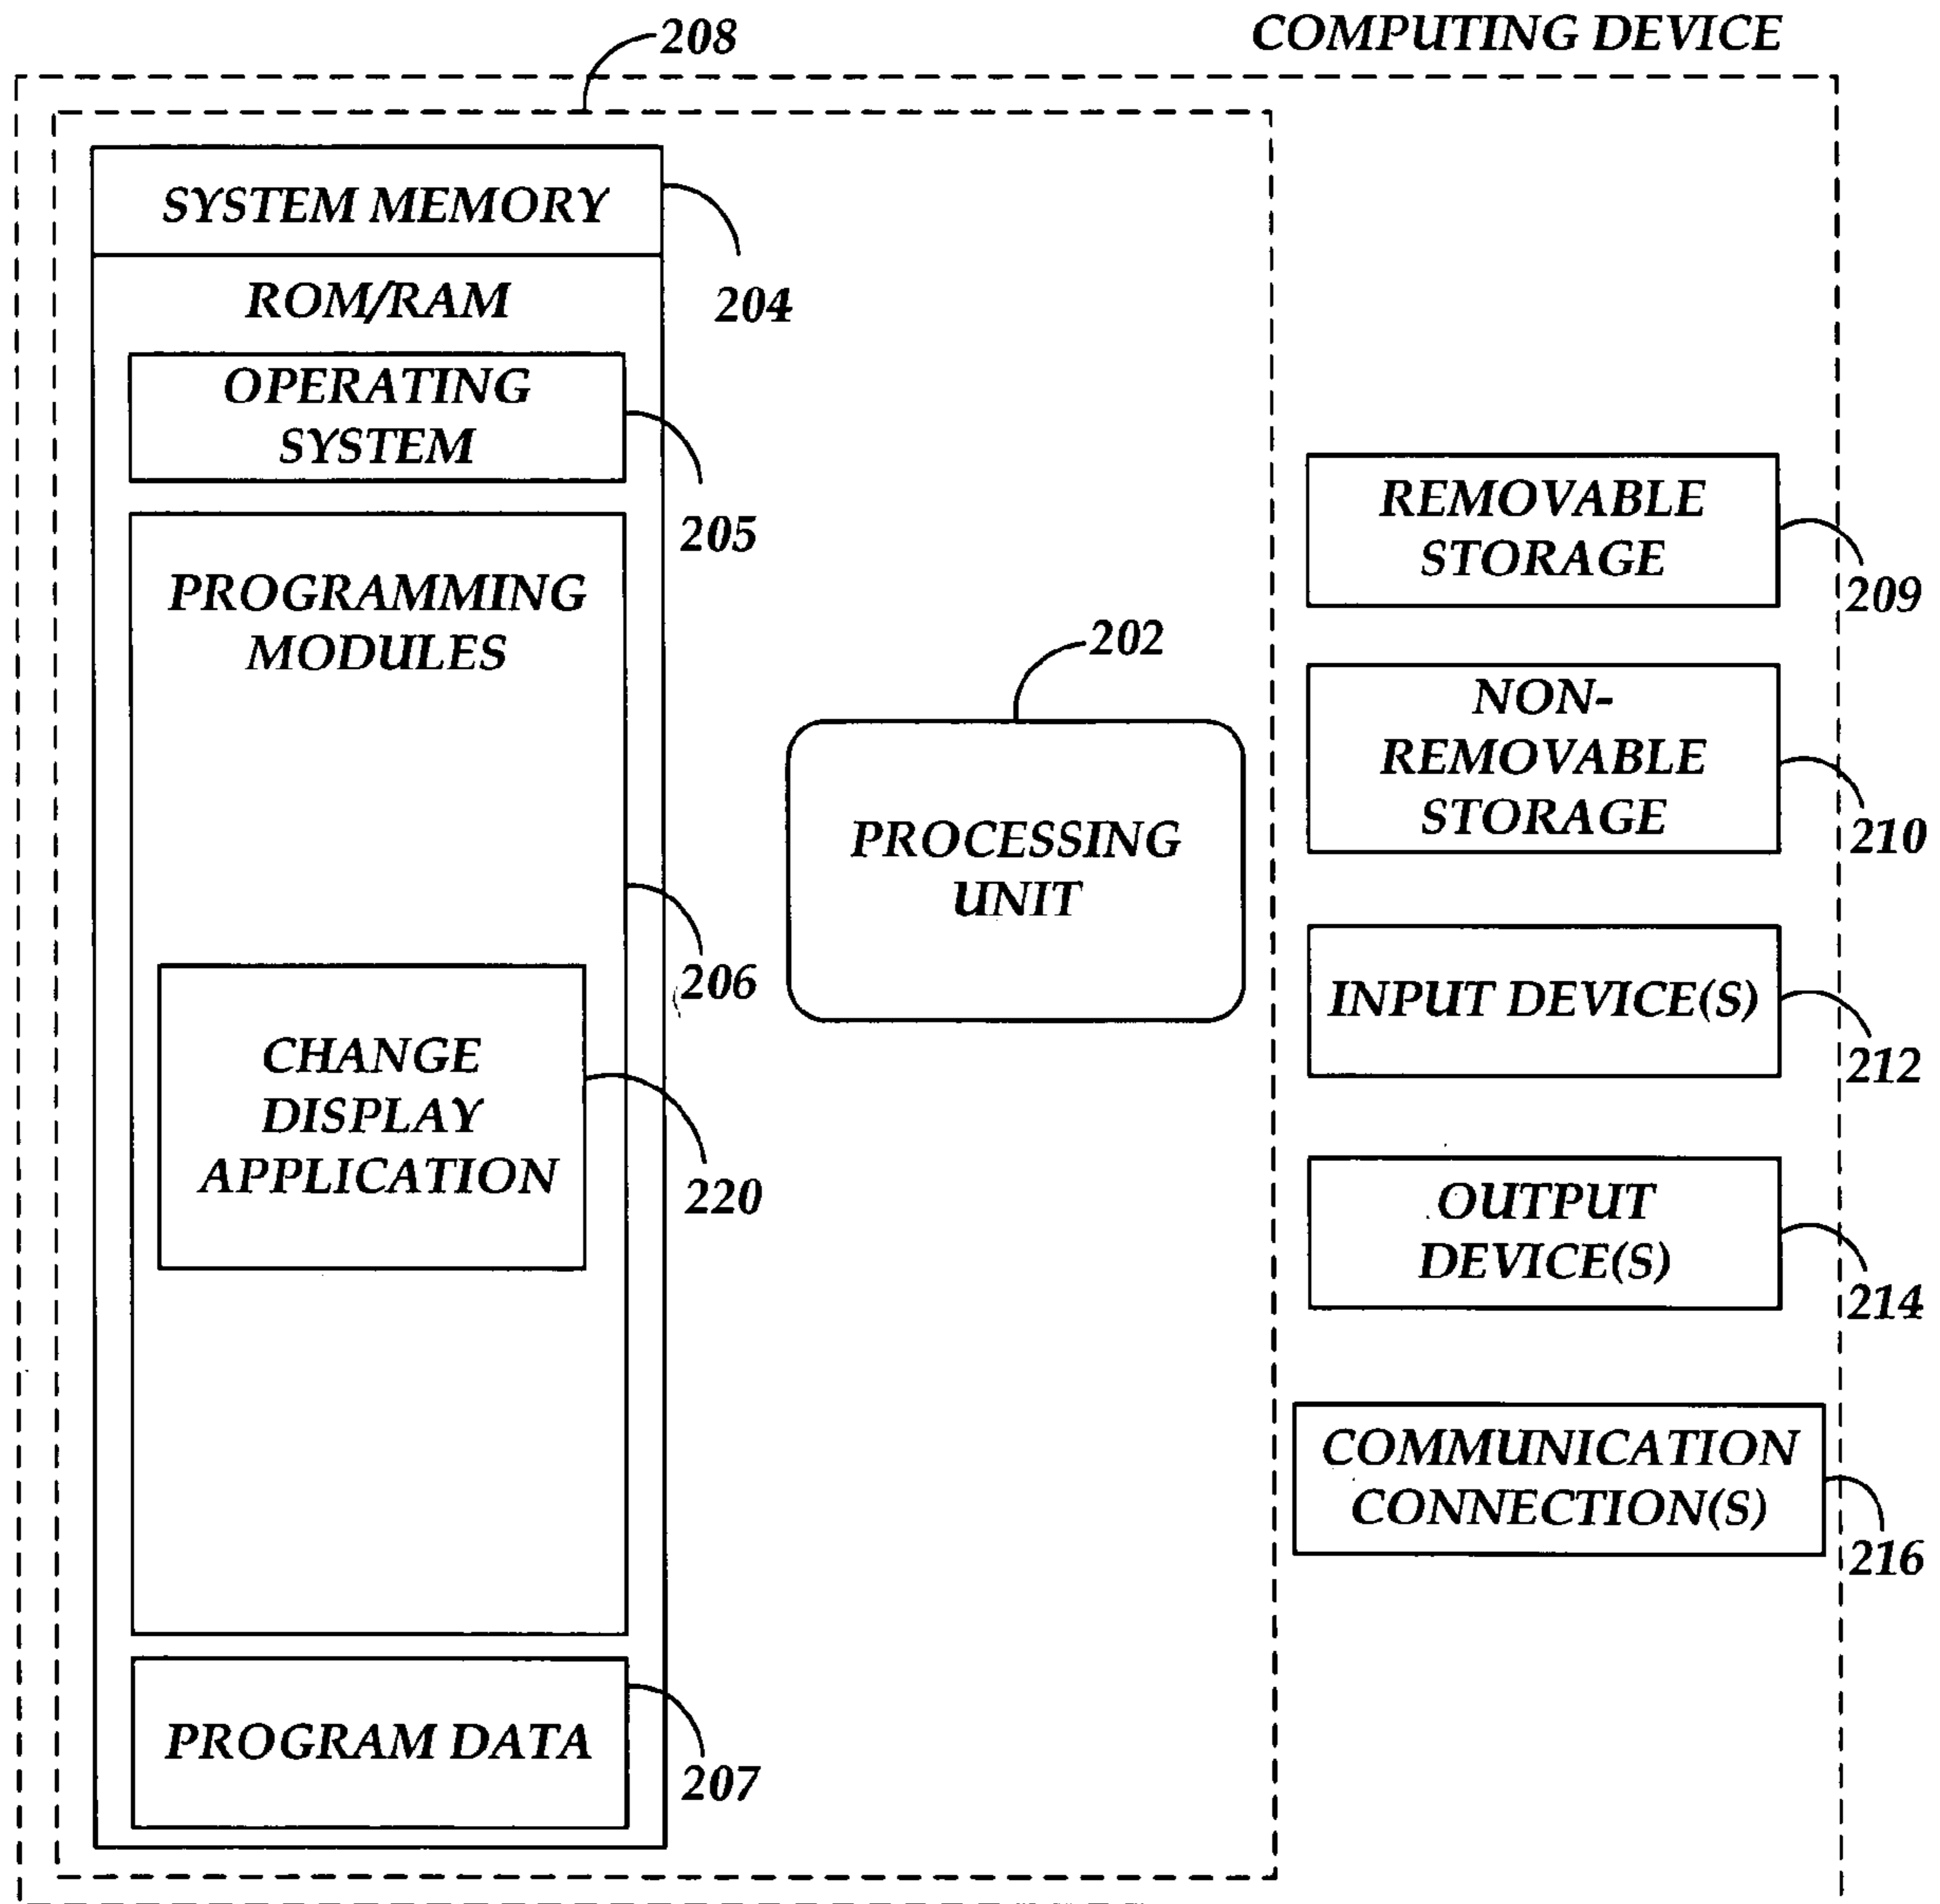 208
COMPUTING DEVICE
SYSTEM MEMORY
204
ROM/RAM
OPERATING
SYSTEM
205
PROGRAMMING
MODULES
206
CHANGE
DISPLAY
APPLICATION
220
PROGRAM DATA
207
202
PROCESSING
UNIT
REMOVABLE
STORAGE
209
NON-
REMOVABLE
STORAGE
210
INPUT DEVICE(S)
212
OUTPUT
DEVICE(S)
214
COMMUNICATION
CONNECTION(S)
216